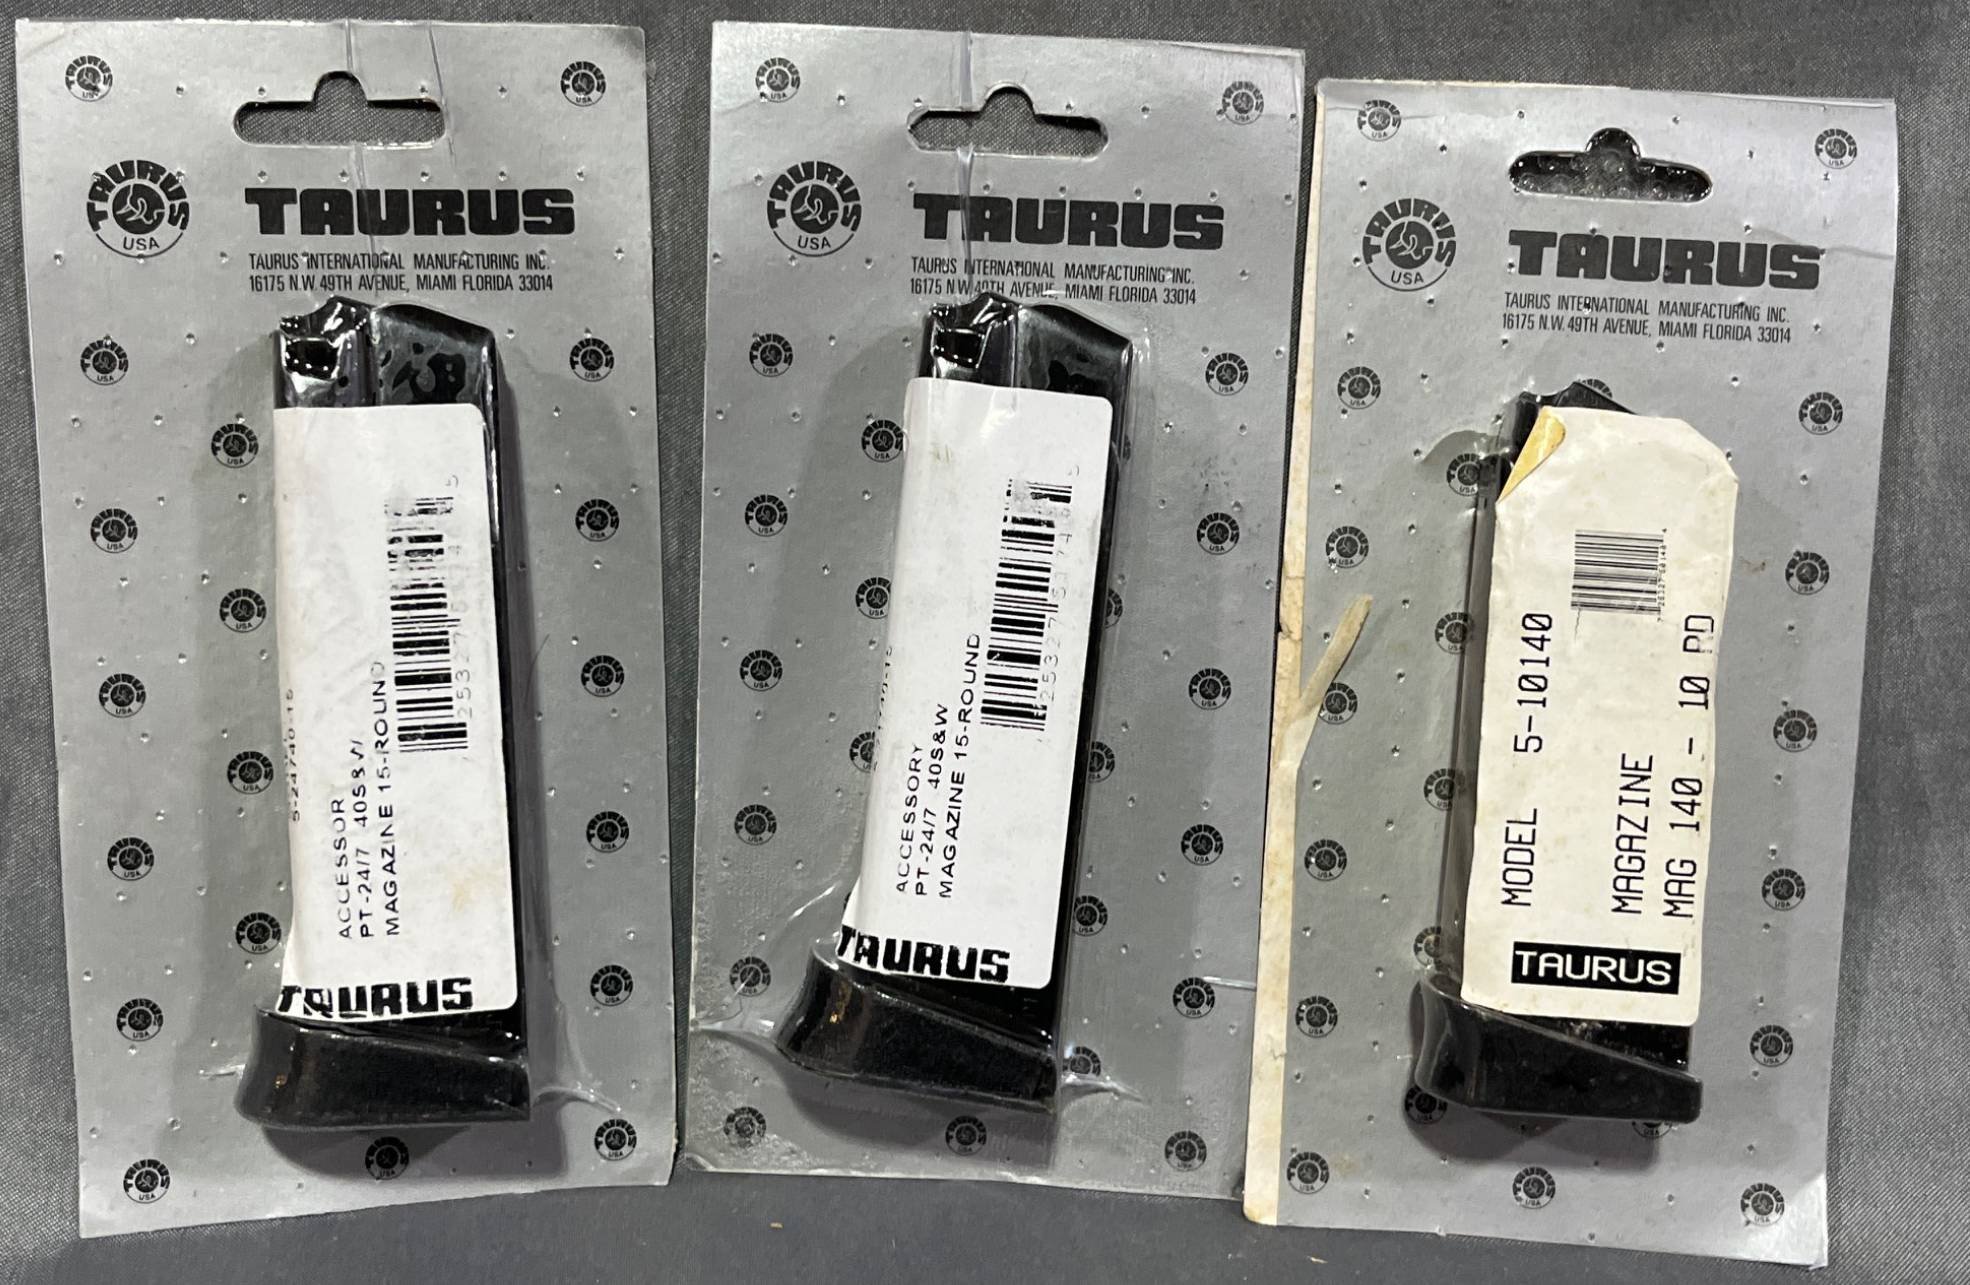 TAURUS
USA
TAURUS
TAURUS INTERNATIONAL MANUFACTURING INC.
16175 N.W. 49TH AVENUE, MIAMI FLORIDA 33014
5-24740-15
ACCESSOR
PT-24/7 40S&W
MAGAZINE 15-ROUND
TAURUS
TAURUS
USA
TAURUS
TAURUS INTERNATIONAL MANUFACTURING INC.
16175 N.W. 49TH AVENUE, MIAMI FLORIDA 33014
ACCESSORY
PT-24/7 40S&W
MAGAZINE 15-ROUND
TAURUS
TAURUS
USA
TAURUS
TAURUS INTERNATIONAL MANUFACTURING INC.
16175 N.W. 49TH AVENUE, MIAMI FLORIDA 33014
MODEL 5-10140
MAGAZINE
MAG 140 - 10 RD
TAURUS